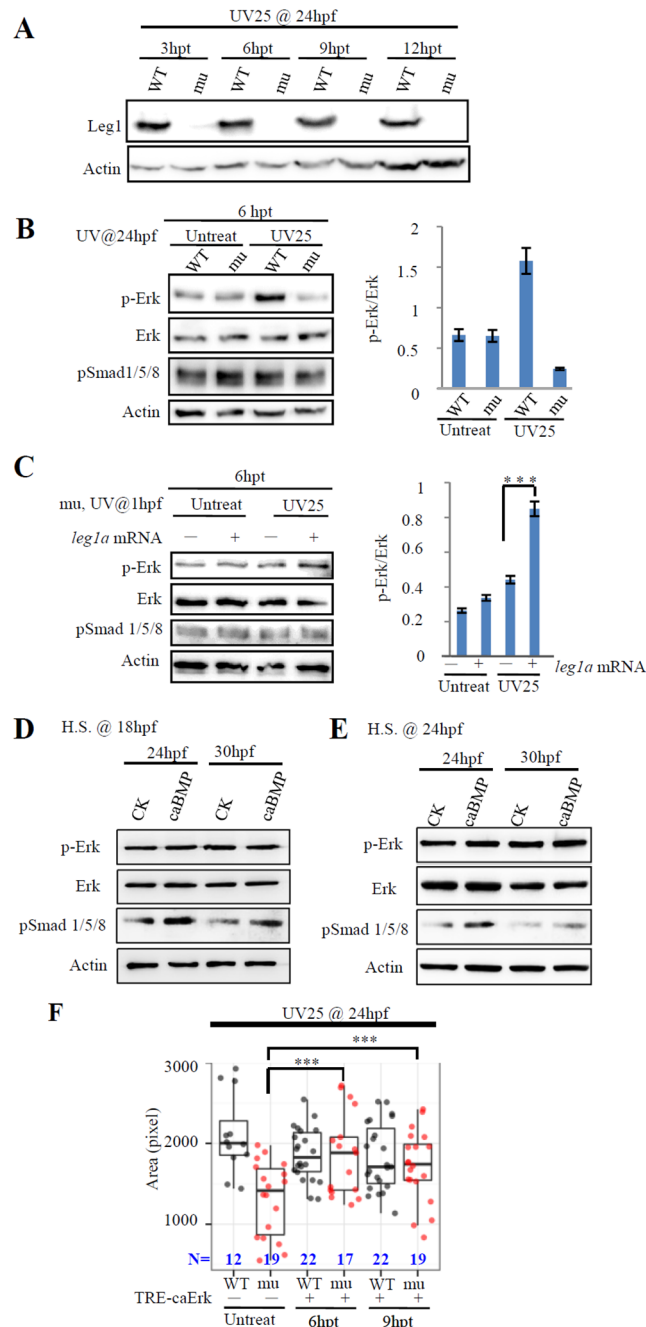 A
UV25 @ 24hpf
3hpt 6hpt 9hpt 12hpt
WT mu WT mu WT mu WT mu
Leg1
Actin
B
6 hpt
UV@24hpf Untreat UV25
WT mu WT mu
p-Erk
Erk
pSmad1/5/8
Actin
2
1.5
1
0.5
0
p-Erk/Erk
WT mu WT mu
Untreat UV25
C
6hpt
mu, UV@1hpf Untreat UV25
leg1a mRNA — + — +
p-Erk
Erk
pSmad 1/5/8
Actin
***
1
0.8
0.6
0.4
0.2
0
p-Erk/Erk
— + — + leg1a mRNA
Untreat UV25
D H.S. @ 18hpf
24hpf 30hpf
CK caBMP CK caBMP
p-Erk
Erk
pSmad 1/5/8
Actin
E H.S. @ 24hpf
24hpf 30hpf
CK caBMP CK caBMP
p-Erk
Erk
pSmad 1/5/8
Actin
F
UV25 @ 24hpf
***
***
3000
2000
1000
Area (pixel)
N= 12 19 22 17 22 19
WT mu WT mu WT mu
TRE-caErk — — + + + +
Untreat 6hpt 9hpt